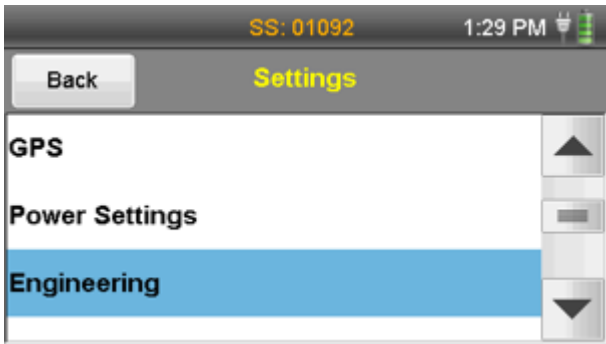 SS: 01092 1:29 PM
Back Settings
GPS
Power Settings
Engineering